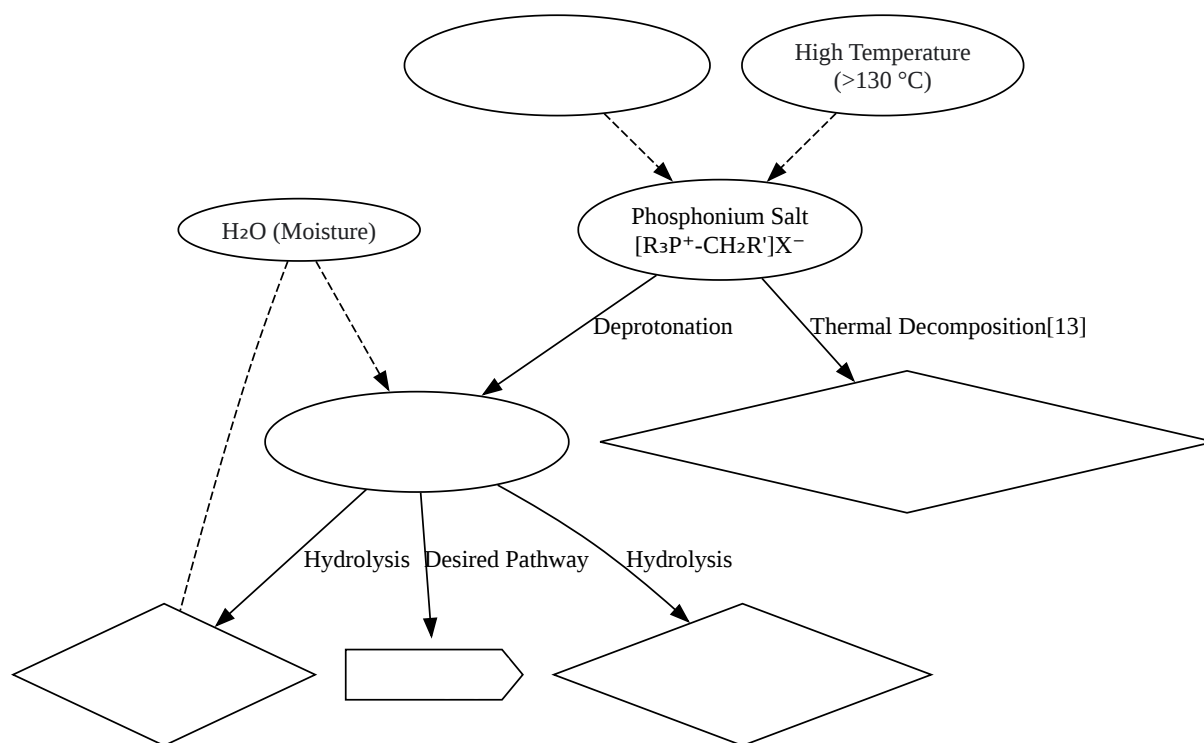 High Temperature
(>130 °C)
Phosphonium Salt
[R₃P⁺-CH₂R']X⁻
H₂O (Moisture)
Deprotonation
Thermal Decomposition[13]
Hydrolysis
Desired Pathway
Hydrolysis